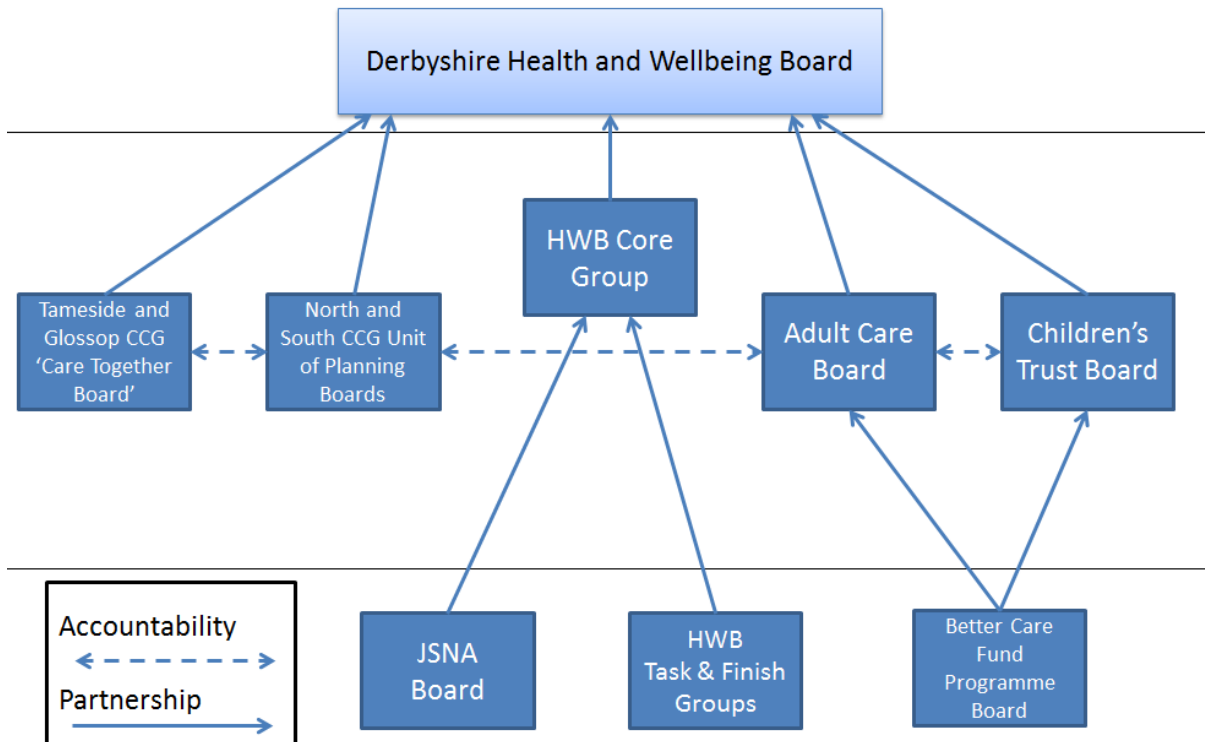 Derbyshire Health and Wellbeing Board
HWB Core
Group
Tameside and
Glossop CCG
‘Care Together
Board’
North and
South CCG Unit
of Planning
Boards
Adult Care
Board
Children’s
Trust Board
Accountability
Partnership
JSNA
Board
HWB
Task & Finish
Groups
Better Care
Fund
Programme
Board